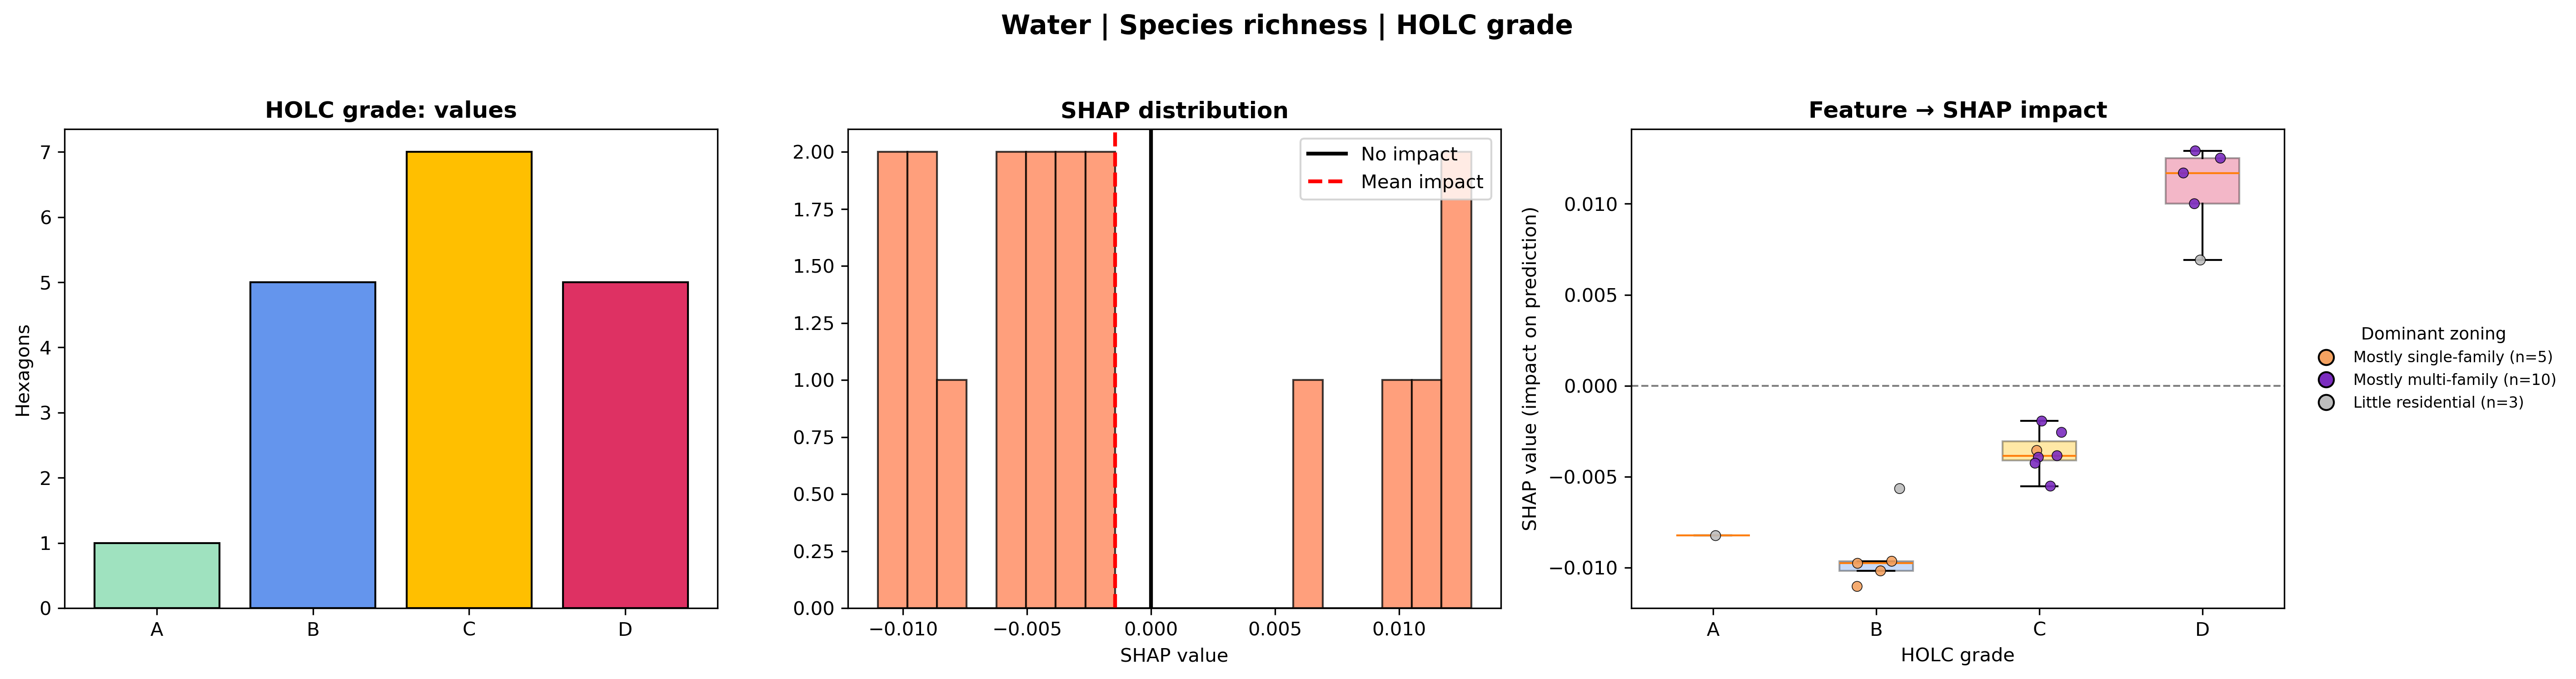 Water | Species richness | HOLC grade
HOLC grade: values
Hexagons
7
6
5
4
3
2
1
0
A
B
C
D
SHAP distribution
No impact
Mean impact
2.00
1.75
1.50
1.25
1.00
0.75
0.50
0.25
0.00
−0.010
−0.005
0.000
0.005
0.010
SHAP value
Feature → SHAP impact
SHAP value (impact on prediction)
0.010
0.005
0.000
−0.005
−0.010
A
B
C
D
HOLC grade
Dominant zoning
Mostly single-family (n=5)
Mostly multi-family (n=10)
Little residential (n=3)